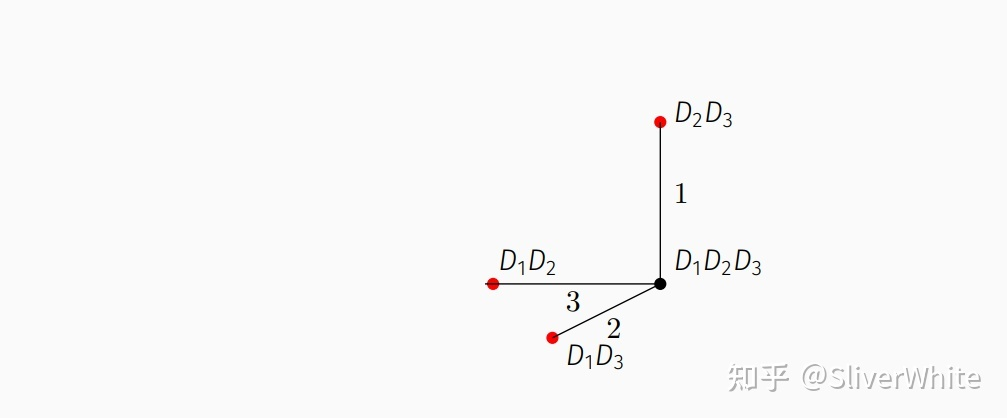 D₂D₃
1
D₁D₂
D₁D₂D₃
3
2
D₁D₃
知乎 @SliverWhite